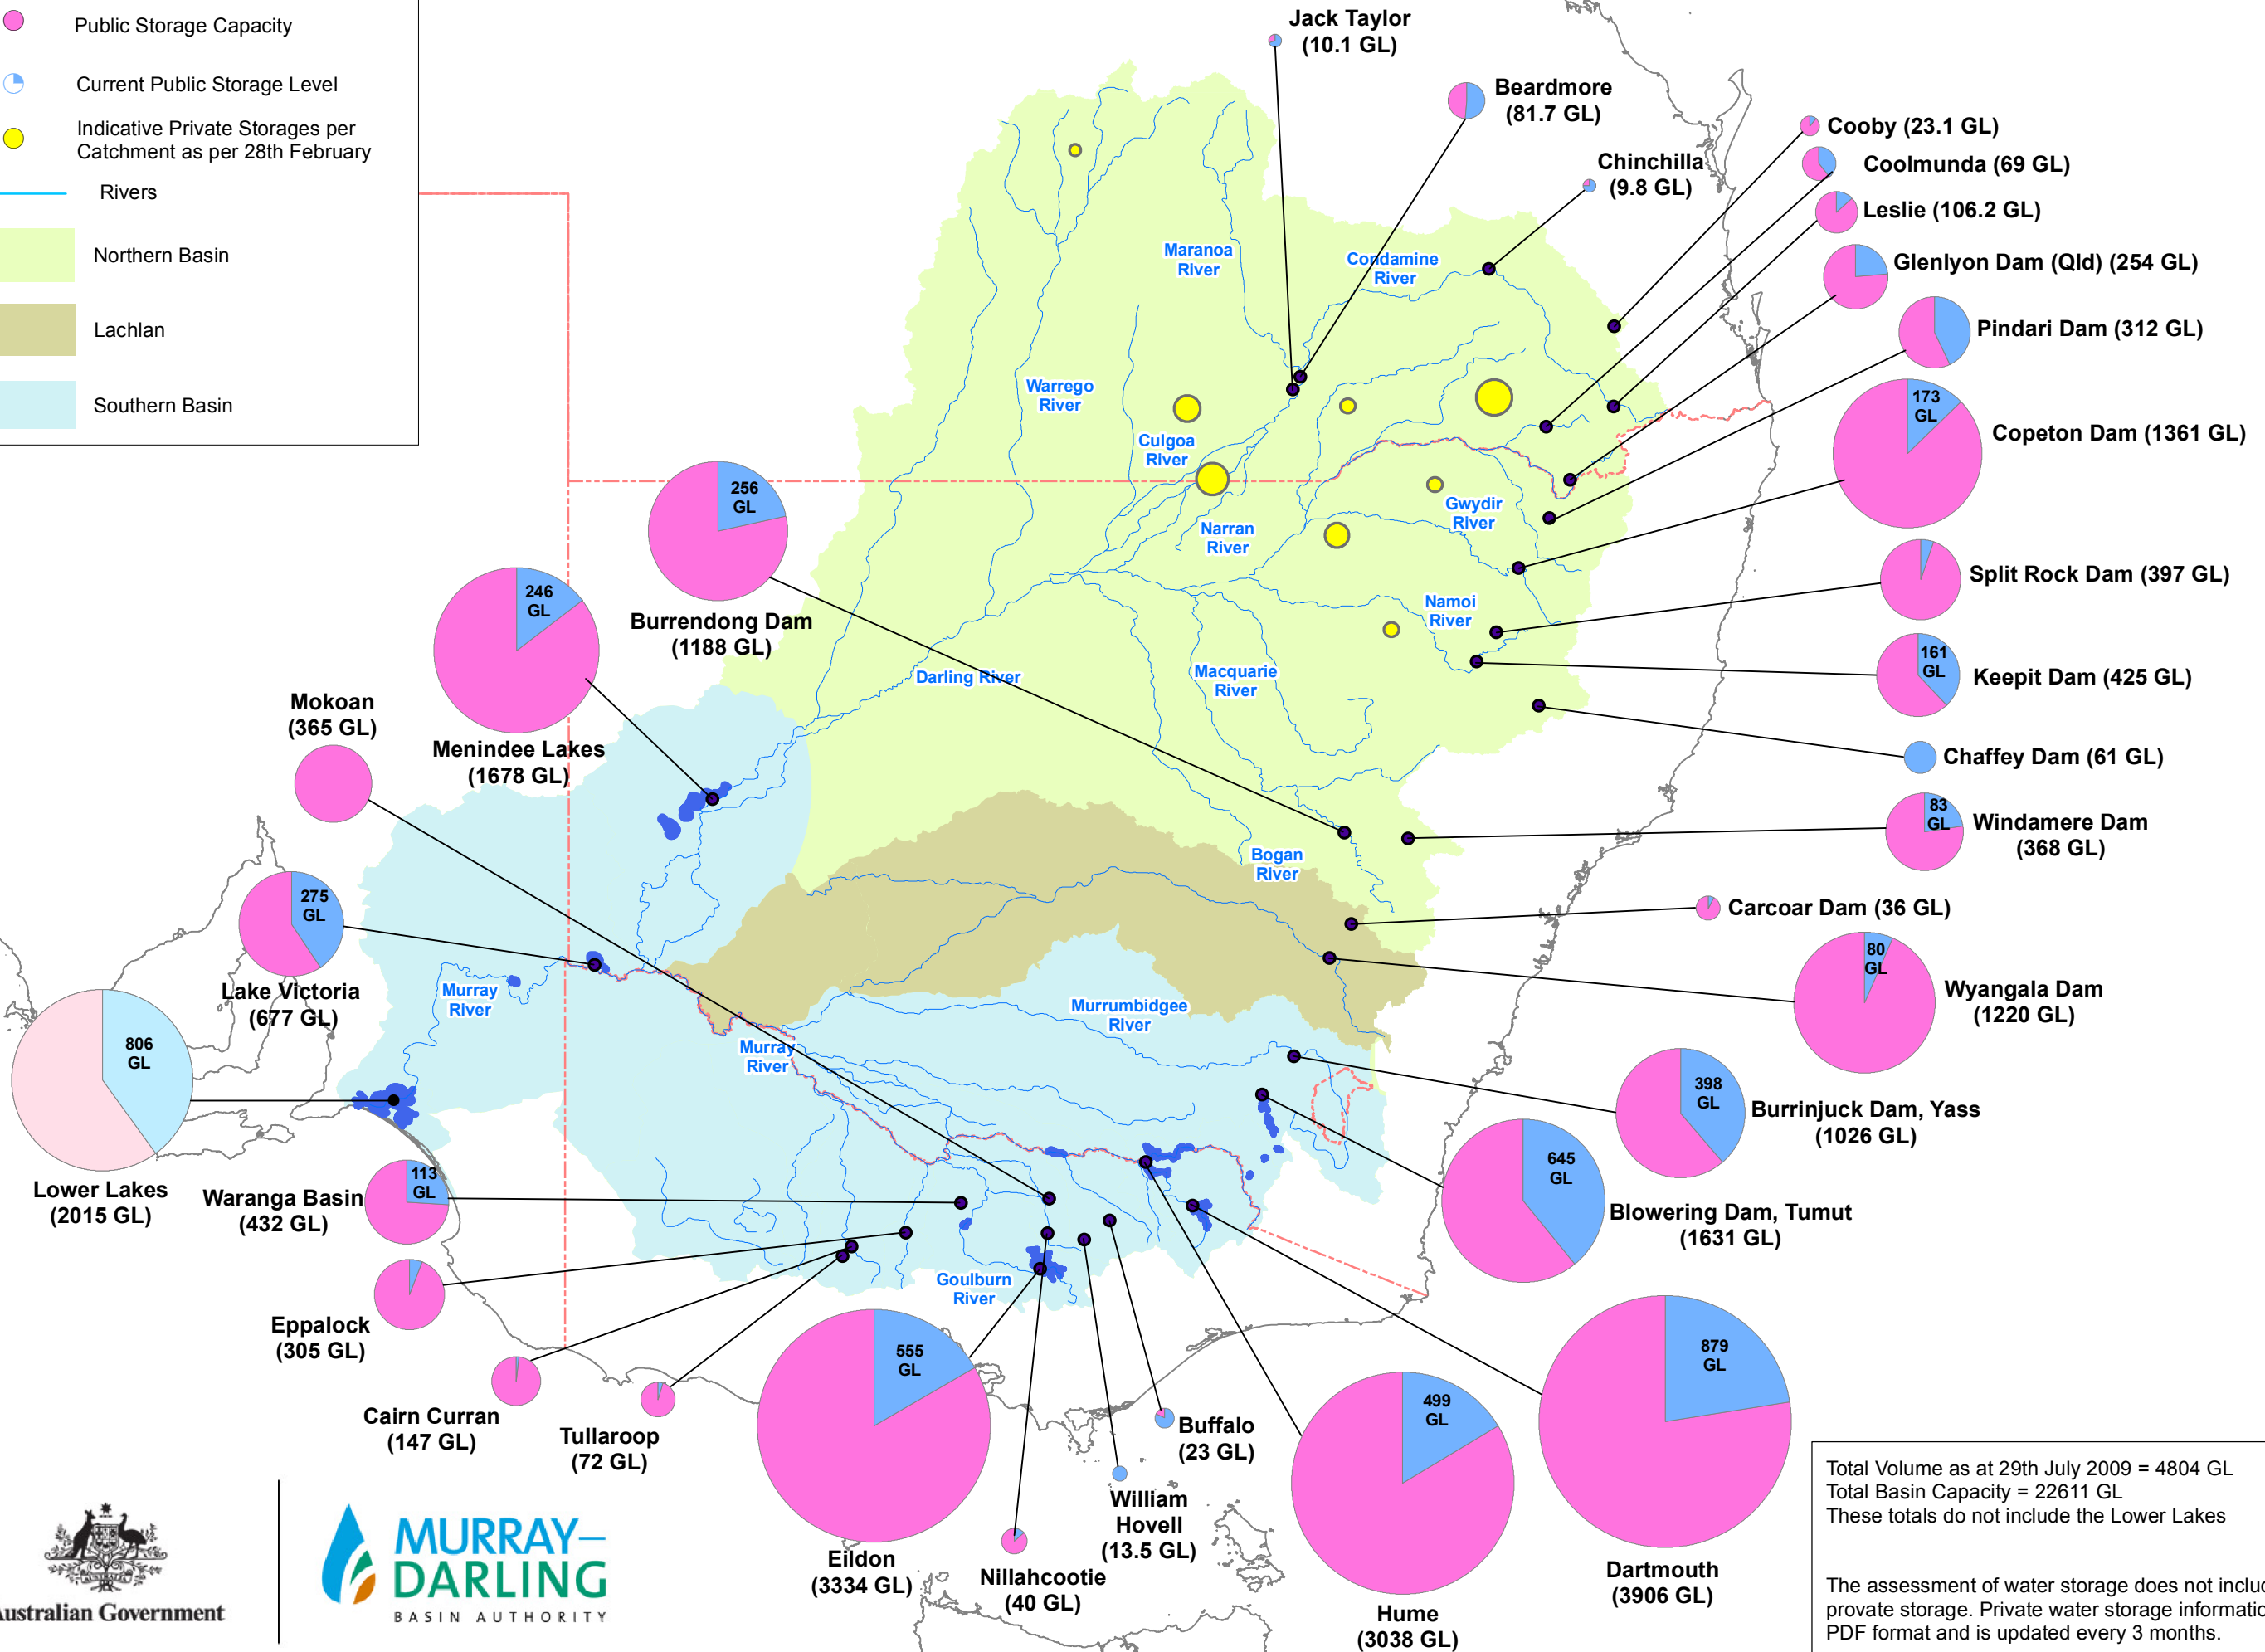 Public Storage Capacity
Current Public Storage Level
Indicative Private Storages per
Catchment as per 28th February
Rivers
Northern Basin
Lachlan
Southern Basin
Jack Taylor
(10.1 GL)
Beardmore
(81.7 GL)
Chinchilla
(9.8 GL)
Cooby (23.1 GL)
Coolmunda (69 GL)
Leslie (106.2 GL)
Glenlyon Dam (Qld) (254 GL)
Pindari Dam (312 GL)
173
GL
Copeton Dam (1361 GL)
Split Rock Dam (397 GL)
161
GL
Keepit Dam (425 GL)
Chaffey Dam (61 GL)
83
GL
Windamere Dam
(368 GL)
Carcoar Dam (36 GL)
80
GL
Wyangala Dam
(1220 GL)
398
GL
Burrinjuck Dam, Yass
(1026 GL)
645
GL
Blowering Dam, Tumut
(1631 GL)
879
GL
Dartmouth
(3906 GL)
499
GL
Hume
(3038 GL)
Buffalo
(23 GL)
William
Hovell
(13.5 GL)
Nillahcootie
(40 GL)
555
GL
Eildon
(3334 GL)
Tullaroop
(72 GL)
Cairn Curran
(147 GL)
Eppalock
(305 GL)
113
GL
Waranga Basin
(432 GL)
806
GL
Lower Lakes
(2015 GL)
275
GL
Lake Victoria
(677 GL)
Mokoan
(365 GL)
246
GL
Menindee Lakes
(1678 GL)
256
GL
Burrendong Dam
(1188 GL)
Maranoa
River
Condamine
River
Warrego
River
Culgoa
River
Narran
River
Gwydir
River
Namoi
River
Macquarie
River
Darling River
Bogan
River
Murrumbidgee
River
Murray
River
Murray
River
Goulburn
River
Australian Government
MURRAY–
DARLING
BASIN AUTHORITY
Total Volume as at 29th July 2009 = 4804 GL
Total Basin Capacity = 22611 GL
These totals do not include the Lower Lakes
The assessment of water storage does not includ
provate storage. Private water storage informatio
PDF format and is updated every 3 months.